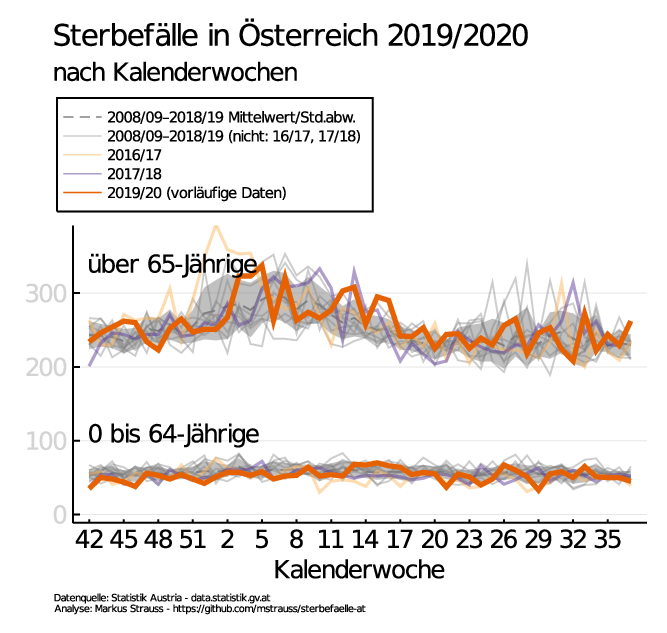 Sterbefälle in Österreich 2019/2020
nach Kalenderwochen
2008/09–2018/19 Mittelwert/Std.abw.
2008/09–2018/19 (nicht: 16/17, 17/18)
2016/17
2017/18
2019/20 (vorläufige Daten)
über 65-Jährige
300
200
0 bis 64-Jährige
100
0
42 45 48 51 2 5 8 11 14 17 20 23 26 29 32 35
Kalenderwoche
Datenquelle: Statistik Austria - data.statistik.gv.at
Analyse: Markus Strauss - https://github.com/mstrauss/sterbefaelle-at